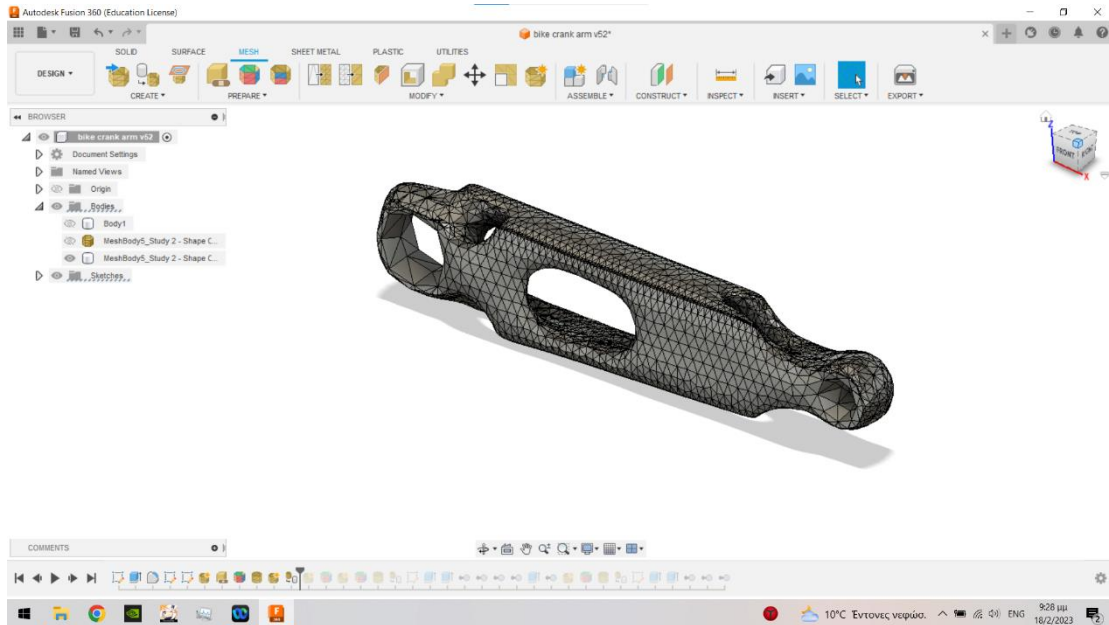 Autodesk Fusion 360 (Education License)
bike crank arm v52*
SOLID SURFACE MESH SHEET METAL PLASTIC UTILITIES
DESIGN
CREATE PREPARE MODIFY ASSEMBLE CONSTRUCT INSPECT INSERT SELECT EXPORT
BROWSER
bike crank arm v52
Document Settings
Named Views
Origin
Bodies
Body1
MeshBody5_Study 2 - Shape C...
MeshBody5_Study 2 - Shape C...
Sketches
Z
FRONT
X
COMMENTS
10°C Έντονες νεφώσ. ENG 9:28 μμ
18/2/2023